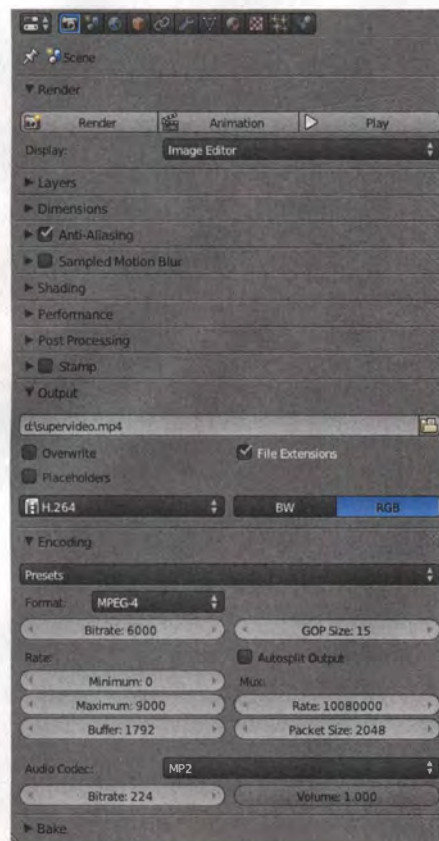 Scene
Render
Render Animation Play
Display: Image Editor
Layers
Dimensions
Anti-Aliasing
Sampled Motion Blur
Shading
Performance
Post Processing
Stamp
Output
d:\supervideo.mp4
Overwrite File Extensions
Placeholders
H.264 BW RGB
Encoding
Presets
Format: MPEG-4
Bitrate: 6000 GOP Size: 15
Rate: Autosplit Output
Minimum: 0 Mux:
Maximum: 9000 Rate: 10080000
Buffer: 1792 Packet Size: 2048
Audio Codec: MP2
Bitrate: 224 Volume: 1.000
Bake